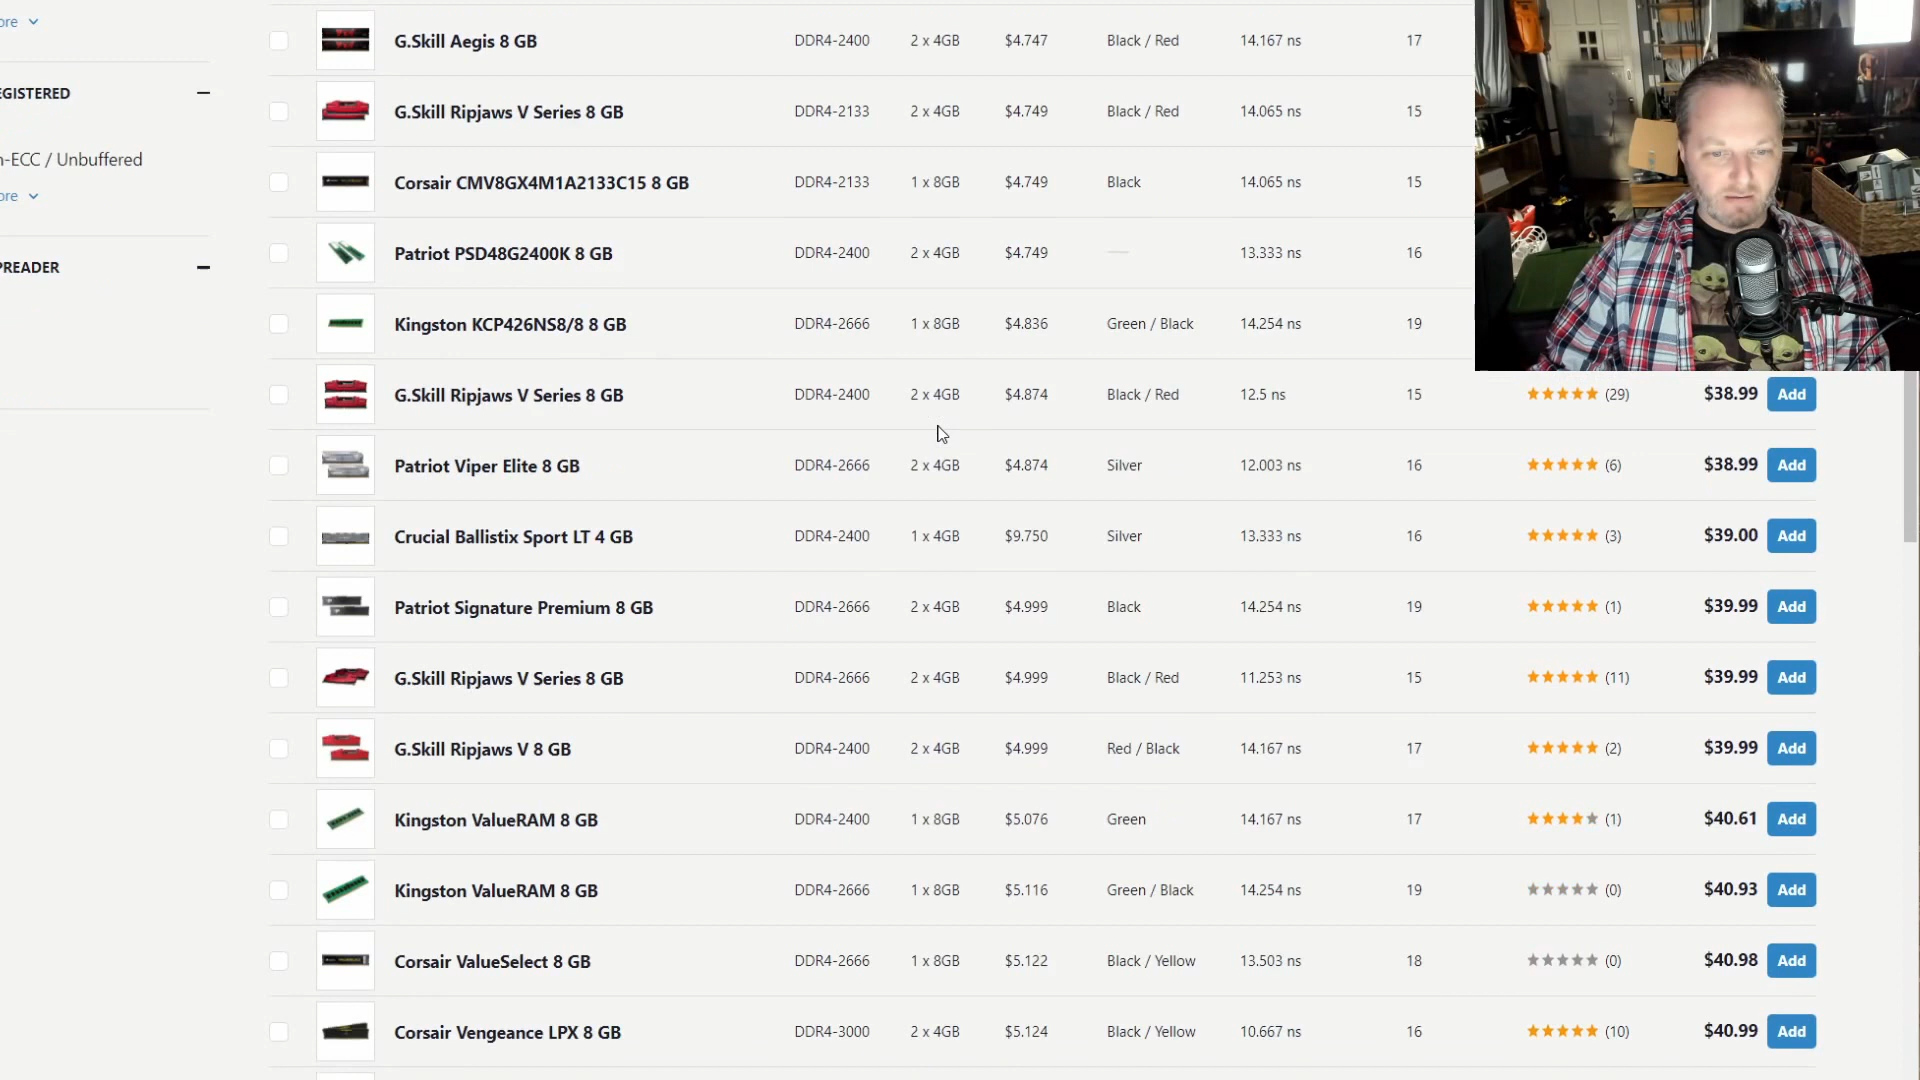 ore
G.Skill Aegis 8 GB DDR4-2400 2 x 4GB $4.747 Black / Red 14.167 ns 17
EGISTERED
G.Skill Ripjaws V Series 8 GB DDR4-2133 2 x 4GB $4.749 Black / Red 14.065 ns 15
n-ECC / Unbuffered
Corsair CMV8GX4M1A2133C15 8 GB DDR4-2133 1 x 8GB $4.749 Black 14.065 ns 15
ore
Patriot PSD48G2400K 8 GB DDR4-2400 2 x 4GB $4.749 13.333 ns 16
PREADER
Kingston KCP426NS8/8 8 GB DDR4-2666 1 x 8GB $4.836 Green / Black 14.254 ns 19
G.Skill Ripjaws V Series 8 GB DDR4-2400 2 x 4GB $4.874 Black / Red 12.5 ns 15 (29) $38.99 Add
Patriot Viper Elite 8 GB DDR4-2666 2 x 4GB $4.874 Silver 12.003 ns 16 (6) $38.99 Add
Crucial Ballistix Sport LT 4 GB DDR4-2400 1 x 4GB $9.750 Silver 13.333 ns 16 (3) $39.00 Add
Patriot Signature Premium 8 GB DDR4-2666 2 x 4GB $4.999 Black 14.254 ns 19 (1) $39.99 Add
G.Skill Ripjaws V Series 8 GB DDR4-2666 2 x 4GB $4.999 Black / Red 11.253 ns 15 (11) $39.99 Add
G.Skill Ripjaws V 8 GB DDR4-2400 2 x 4GB $4.999 Red / Black 14.167 ns 17 (2) $39.99 Add
Kingston ValueRAM 8 GB DDR4-2400 1 x 8GB $5.076 Green 14.167 ns 17 (1) $40.61 Add
Kingston ValueRAM 8 GB DDR4-2666 1 x 8GB $5.116 Green / Black 14.254 ns 19 (0) $40.93 Add
Corsair ValueSelect 8 GB DDR4-2666 1 x 8GB $5.122 Black / Yellow 13.503 ns 18 (0) $40.98 Add
Corsair Vengeance LPX 8 GB DDR4-3000 2 x 4GB $5.124 Black / Yellow 10.667 ns 16 (10) $40.99 Add